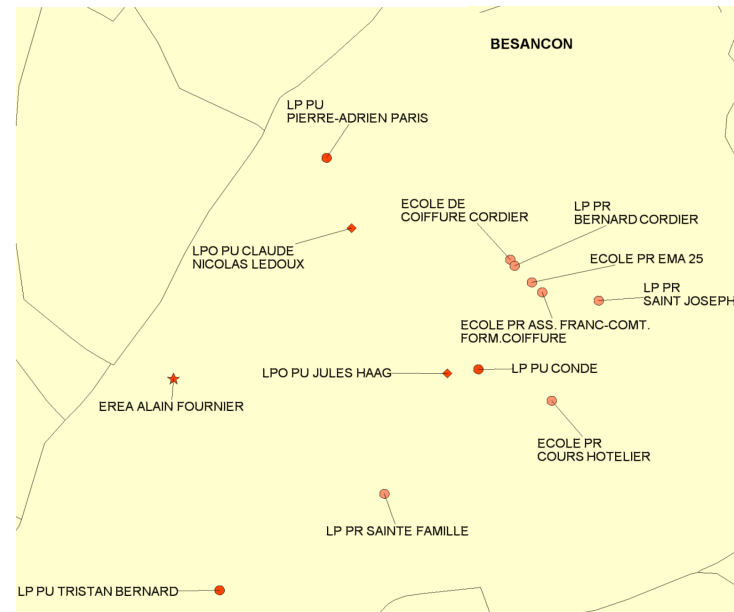 BESANCON
LP PU
PIERRE-ADRIEN PARIS
ECOLE DE
COIFFURE CORDIER
LP PR
BERNARD CORDIER
LPO PU CLAUDE
NICOLAS LEDOUX
ECOLE PR EMA 25
LP PR
SAINT JOSEPH
ECOLE PR ASS. FRANC-COMT.
FORM.COIFFURE
LPO PU JULES HAAG
LP PU CONDE
EREA ALAIN FOURNIER
ECOLE PR
COURS HOTELIER
LP PR SAINTE FAMILLE
LP PU TRISTAN BERNARD